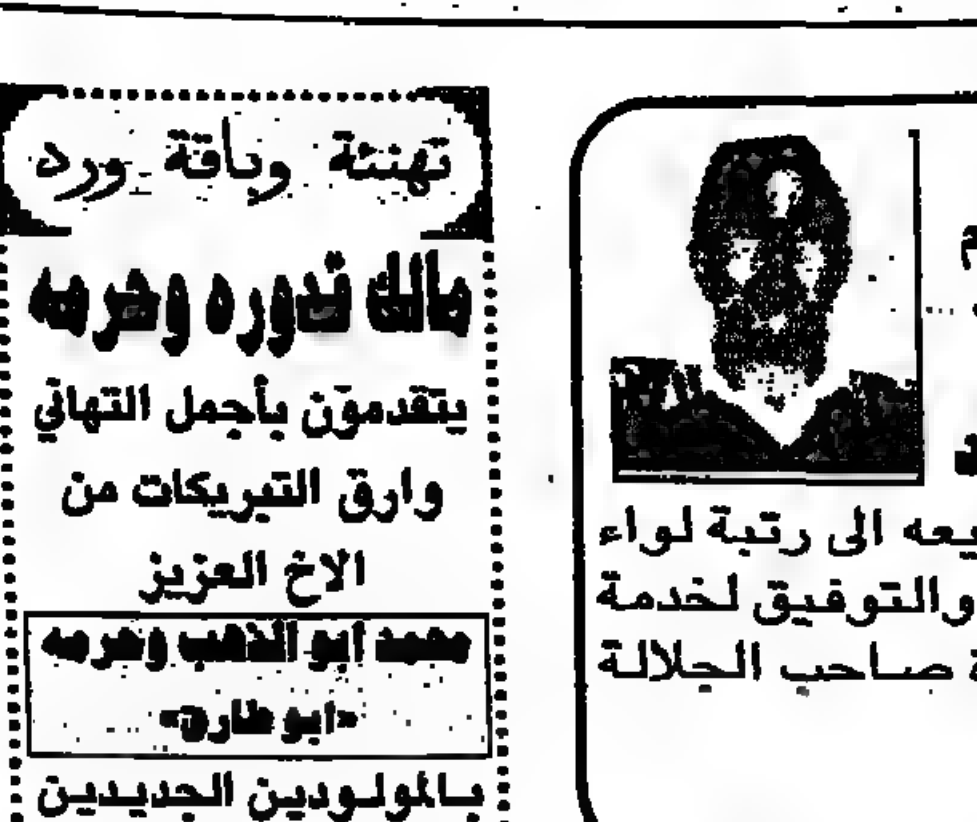 تهنئة وباقة ورد
مالك قدوره وحرمه
يتقدمون بأجمل التهاني
وارق التبريكات من
الاخ العزيز
محمد ابو الذهب وحرمه
«ابو طارق»
بالمولودين الجديدين
الى رتبة لواء
والتوفيق لخدمة
صاحب الجلالة